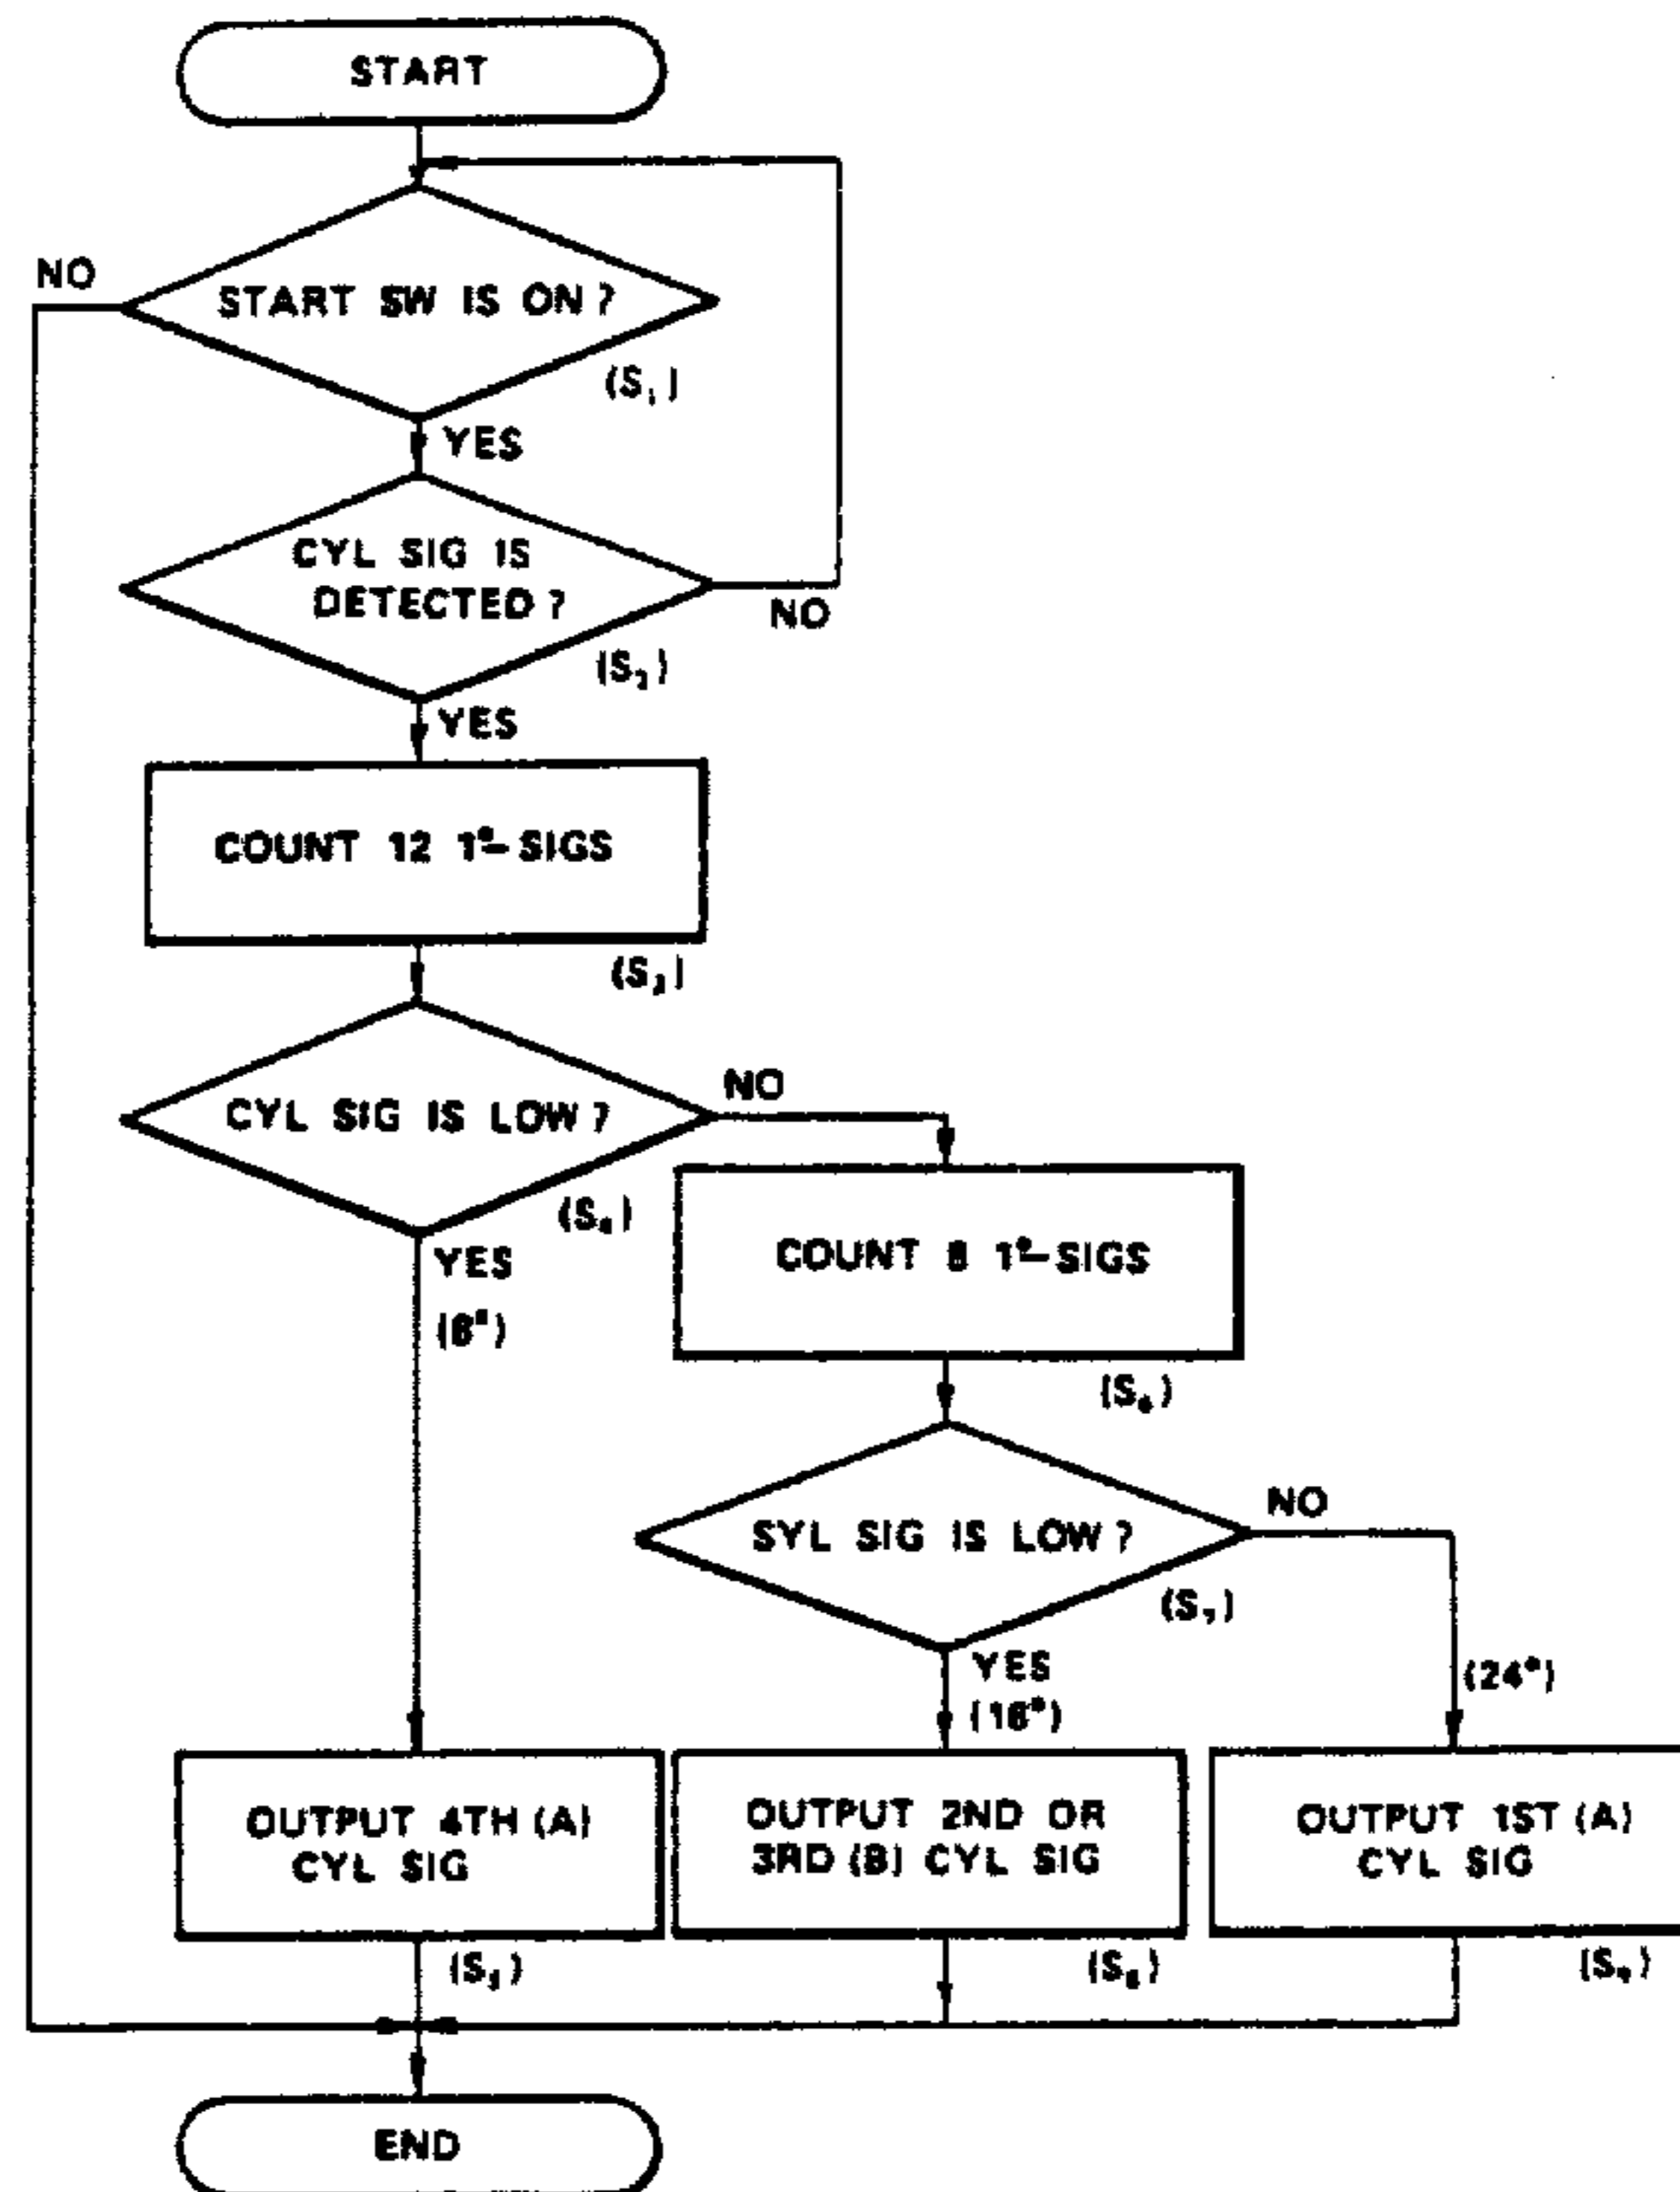 START
NO
START SW IS ON ?
(S₁)
YES
CYL SIG IS
DETECTED ?
NO
(S₂)
YES
COUNT 12 1°-SIGS
(S₃)
NO
CYL SIG IS LOW ?
(S₄)
YES
(8°)
COUNT 8 1°-SIGS
(S₆)
NO
SYL SIG IS LOW ?
(S₇)
YES
(16°)
(24°)
OUTPUT 4TH (A)
CYL SIG
(S₅)
OUTPUT 2ND OR
3RD (B) CYL SIG
(S₈)
OUTPUT 1ST (A)
CYL SIG
(S₉)
END